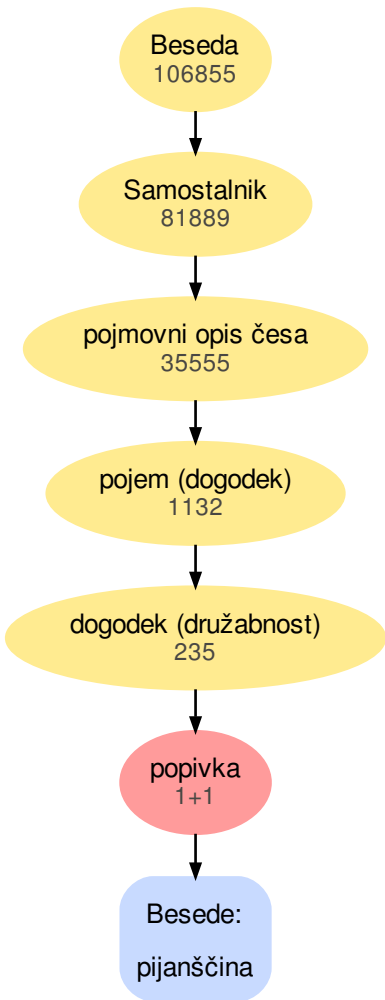 Beseda
106855
Samostalnik
81889
pojmovni opis česa
35555
pojem (dogodek)
1132
dogodek (družabnost)
235
popivka
1+1
Besede:
pijanščina